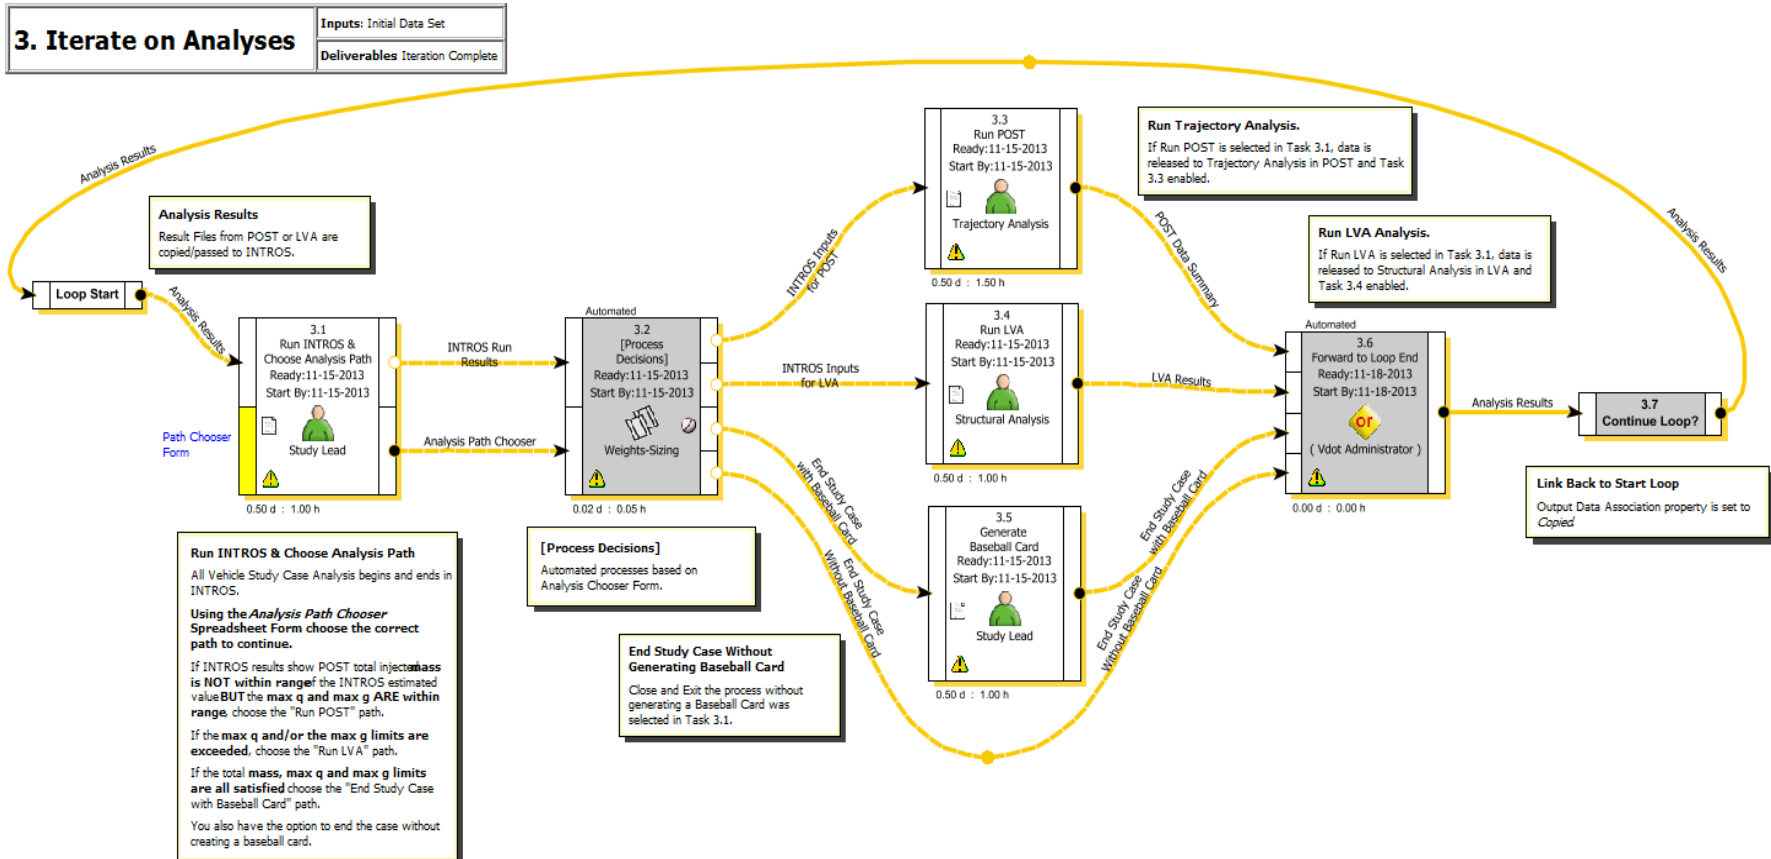 3. Iterate on Analyses
Inputs: Initial Data Set
Deliverables Iteration Complete
Analysis Results
Analysis Results
Result Files from POST or LVA are
copied/passed to INTROS.
Loop Start
Analysis Results
3.1
Run INTROS &
Choose Analysis Path
Ready:11-15-2013
Start By:11-15-2013
Study Lead
0.50 d : 1.00 h
Path Chooser
Form
INTROS Run
Results
Analysis Path Chooser
Run INTROS & Choose Analysis Path
All Vehicle Study Case Analysis begins and ends in
INTROS.
Using the Analysis Path Chooser
Spreadsheet Form choose the correct
path to continue.
If INTROS results show POST total injected mass
is NOT within range of the INTROS estimated
value BUT the max q and max g ARE within
range, choose the "Run POST" path.
If the max q and/or the max g limits are
exceeded, choose the "Run LVA" path.
If the total mass, max q and max g limits
are all satisfied choose the "End Study Case
with Baseball Card" path.
You also have the option to end the case without
creating a baseball card.
Automated
3.2
[Process
Decisions]
Ready:11-15-2013
Start By:11-15-2013
Weights-Sizing
0.02 d : 0.05 h
[Process Decisions]
Automated processes based on
Analysis Chooser Form.
INTROS Inputs
for POST
INTROS Inputs
for LVA
End Study Case
with Baseball Card
End Study Case
Without Baseball Card
End Study Case Without
Generating Baseball Card
Close and Exit the process without
generating a Baseball Card was
selected in Task 3.1.
3.3
Run POST
Ready:11-15-2013
Start By:11-15-2013
Trajectory Analysis
0.50 d : 1.50 h
3.4
Run LVA
Ready:11-15-2013
Start By:11-15-2013
Structural Analysis
0.50 d : 1.00 h
3.5
Generate
Baseball Card
Ready:11-15-2013
Start By:11-15-2013
Study Lead
0.50 d : 1.00 h
Run Trajectory Analysis.
If Run POST is selected in Task 3.1, data is
released to Trajectory Analysis in POST and Task
3.3 enabled.
POST Data Summary
Run LVA Analysis.
If Run LVA is selected in Task 3.1, data is
released to Structural Analysis in LVA and
Task 3.4 enabled.
LVA Results
End Study Case
with Baseball Card
End Study Case
Without Baseball Card
Automated
3.6
Forward to Loop End
Ready:11-18-2013
Start By:11-18-2013
or
( Vdot Administrator )
0.00 d : 0.00 h
Analysis Results
Analysis Results
3.7
Continue Loop?
Link Back to Start Loop
Output Data Association property is set to
Copied.